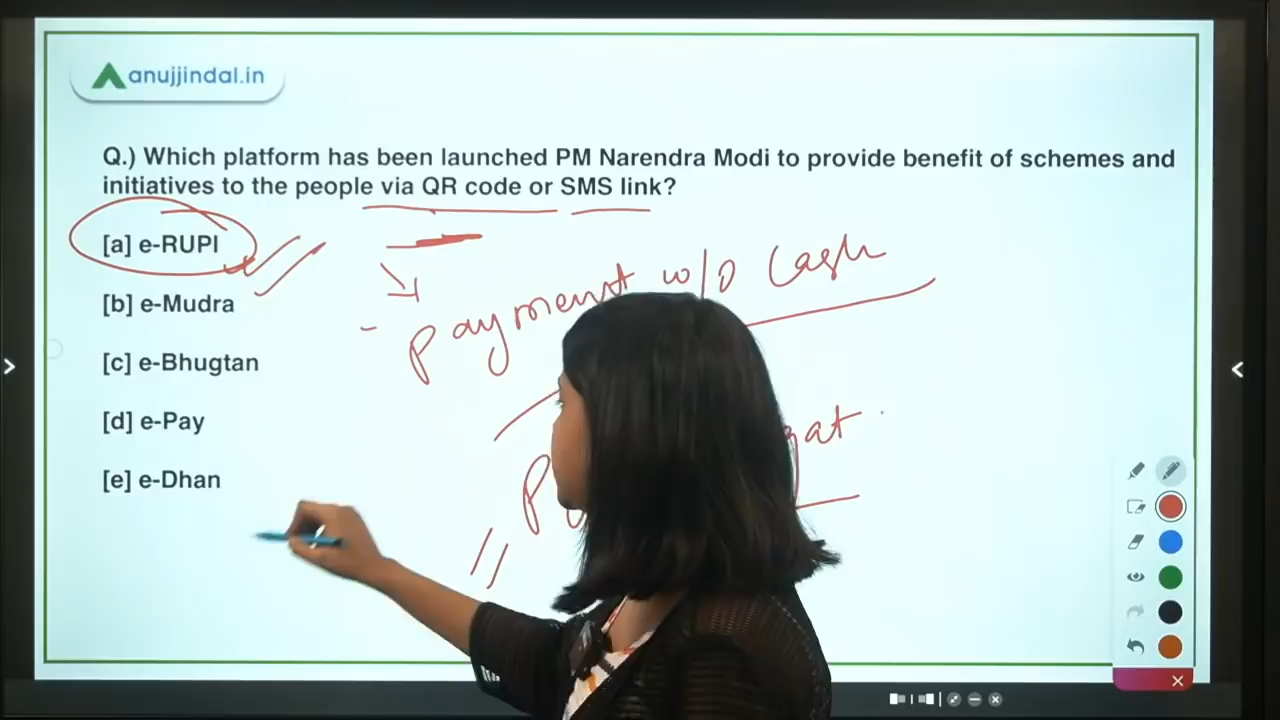 anujjindal.in
Q.) Which platform has been launched PM Narendra Modi to provide benefit of schemes and
initiatives to the people via QR code or SMS link?
[a] e-RUPI
[b] e-Mudra
[c] e-Bhugtan
[d] e-Pay
[e] e-Dhan
Payment w/o Cash